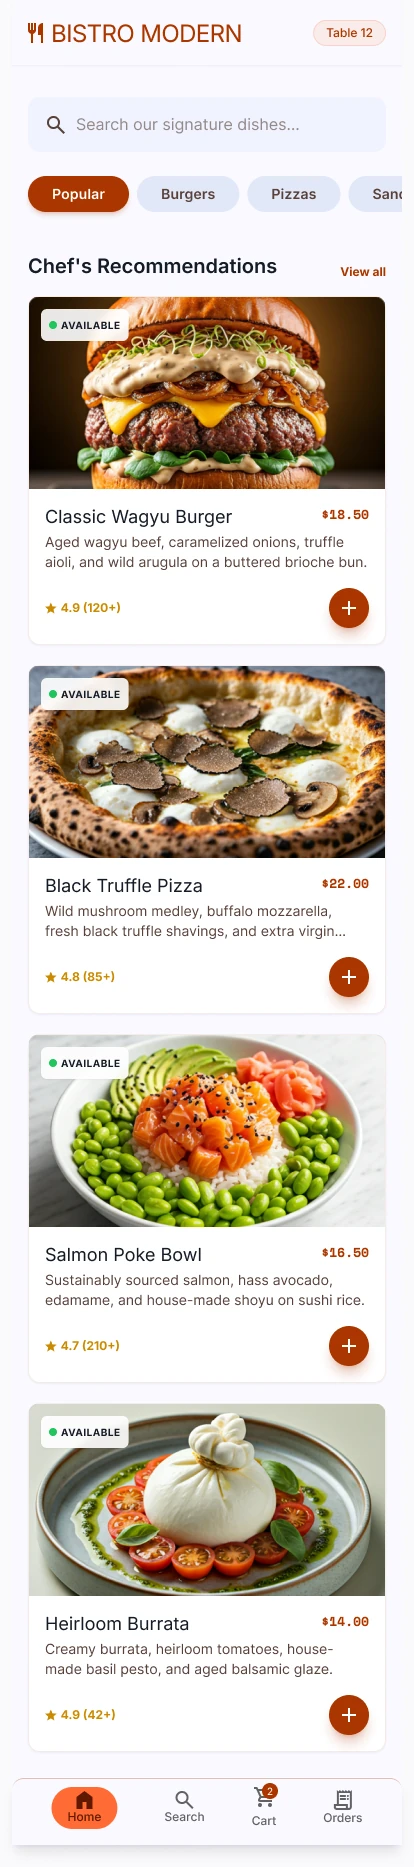 BISTRO MODERN
Table 12
Search our signature dishes...
Popular
Burgers
Pizzas
Sand
Chef's Recommendations
View all
AVAILABLE
Classic Wagyu Burger
$18.50
Aged wagyu beef, caramelized onions, truffle
aioli, and wild arugula on a buttered brioche bun.
4.9 (120+)
AVAILABLE
Black Truffle Pizza
$22.00
Wild mushroom medley, buffalo mozzarella,
fresh black truffle shavings, and extra virgin...
4.8 (85+)
AVAILABLE
Salmon Poke Bowl
$16.50
Sustainably sourced salmon, hass avocado,
edamame, and house-made shoyu on sushi rice.
4.7 (210+)
AVAILABLE
Heirloom Burrata
$14.00
Creamy burrata, heirloom tomatoes, house-
made basil pesto, and aged balsamic glaze.
4.9 (42+)
Home
Search
2
Cart
Orders